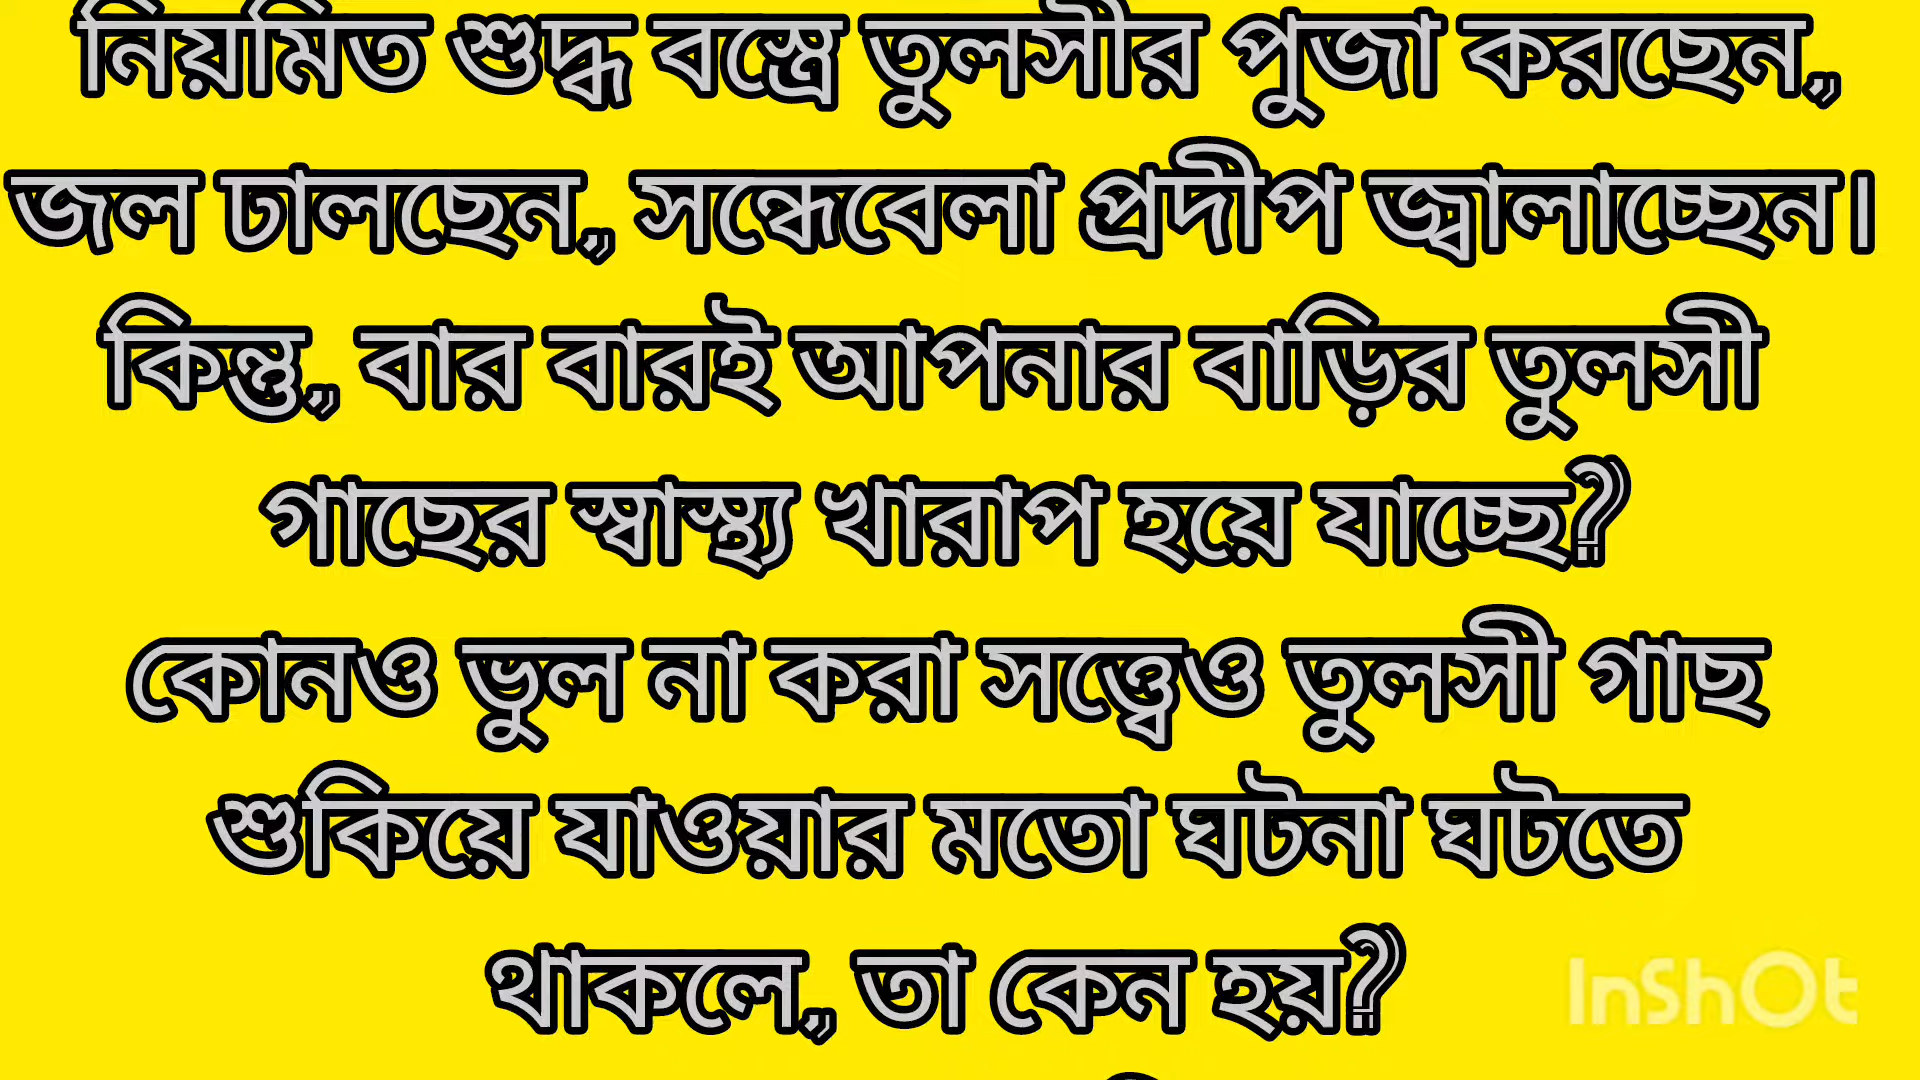 নিয়মিত শুদ্ধ বস্ত্রে তুলসীর পুজা করছেন,,
জল ঢালছেন,, সন্ধেবেলা প্রদীপ জ্বালাচ্ছেন।
কিন্তু,, বার বারই আপনার বাড়ির তুলসী
গাছের স্বাস্থ্য খারাপ হয়ে যাচ্ছে?
কোনও ভুল না করা সত্ত্বেও তুলসী গাছ
শুকিয়ে যাওয়ার মতো ঘটনা ঘটতে
থাকলে,, তা কেন হয়?
InShOt